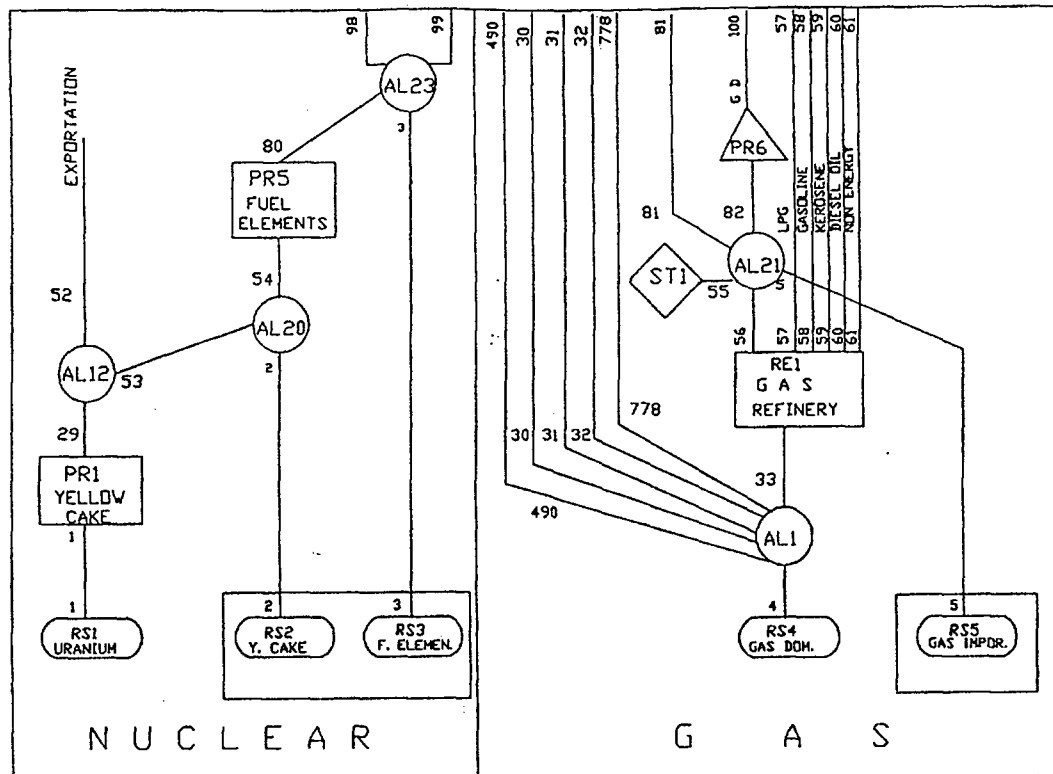 98
99
490
30
31
32
778
81
100
57
58
59
60
61
AL23
3
EXPORTATION
80
PR5
FUEL
ELEMENTS
G D
PR6
LPG
GASOLINE
KEROSENE
DIESEL OIL
NON ENERGY
81
82
54
52
AL20
2
ST1
55
AL21
5
AL12
53
56
57
58
59
60
61
RE1
G A S
REFINERY
29
PR1
YELLOW
CAKE
1
778
30
31
32
33
490
AL1
1
RS1
URANIUM
2
RS2
Y. CAKE
3
RS3
F. ELEMEN.
4
RS4
GAS DOM.
5
RS5
GAS IMPOR.
N U C L E A R
G A S